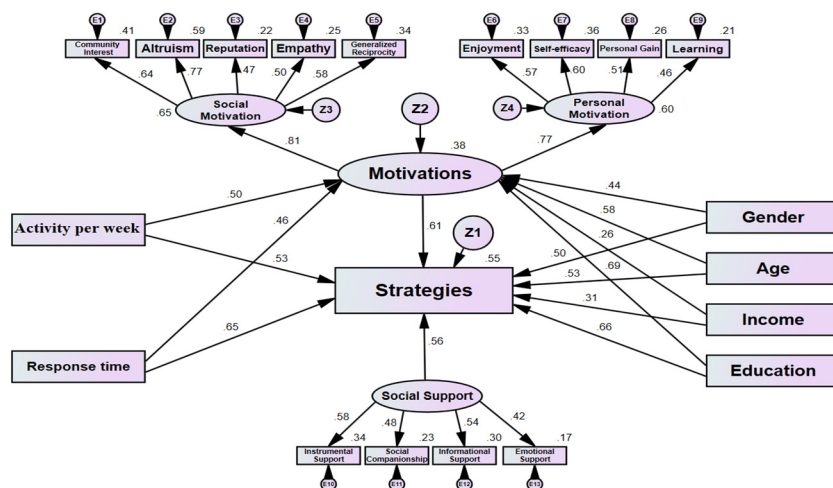 E1 E2 E3 E4 E5 E6 E7 E8 E9
.41 .59 .22 .25 .34 .33 .36 .26 .21
Community
Interest
Altruism
Reputation
Empathy
Generalized
Reciprocity
Enjoyment
Self-efficacy
Personal Gain
Learning
.64 .77 .47 .50 .58 .57 .60 .51 .46
.65
Social
Motivation
Z3
Z2
Z4
Personal
Motivation
.60
.81
.38
.77
Motivations
.50
.46
.44
.58
.26
.69
Activity per week
Gender
.61
Z1
.53
.55
.50
.53
.31
.66
Strategies
Age
Income
.65
Response time
Education
.56
Social Support
.58 .48 .54 .42
.34 .23 .30 .17
Instrumental
Support
Social
Companionship
Informational
Support
Emotional
Support
E10 E11 E12 E13